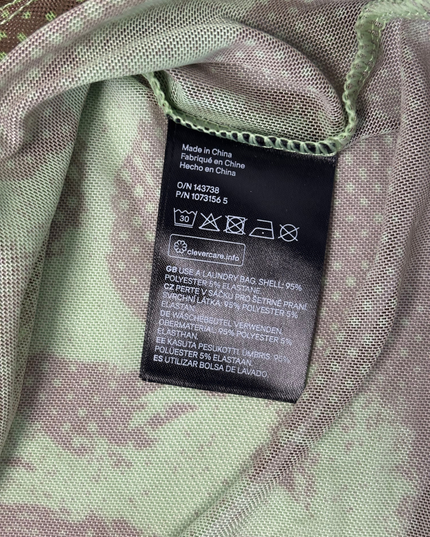 Made in China
Fabriqué en Chine
Hecho en China
O/N 143738
P/N 1073156 5
30
clevercare.info
GB USE A LAUNDRY BAG. SHELL: 95%
POLYESTER 5% ELASTANE
CZ PERTE V SÁČKU PRO ŠETRNÉ PRANÍ
SVRCHNÍ LÁTKA: 95% POLYESTER 5%
ELASTAN
DE WÄSCHEBEUTEL VERWENDEN.
OBERMATERIAL: 95% POLYESTER 5%
ELASTHAN
EE KASUTA PESUKOTTI. ÜMBRIS: 95%
POLÜESTER 5% ELASTAAN
ES UTILIZAR BOLSA DE LAVADO.